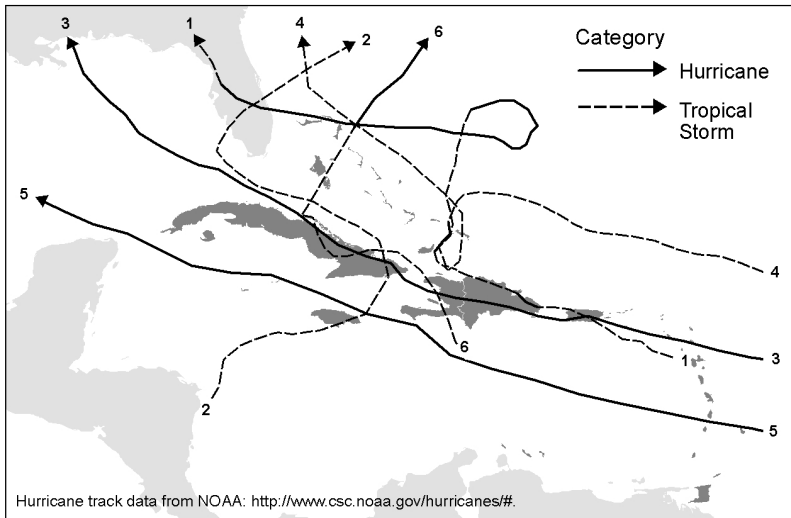 3
1
4
2
6
Category
Hurricane
Tropical
Storm
5
4
6
1
3
2
5
Hurricane track data from NOAA: http://www.csc.noaa.gov/hurricanes/#.